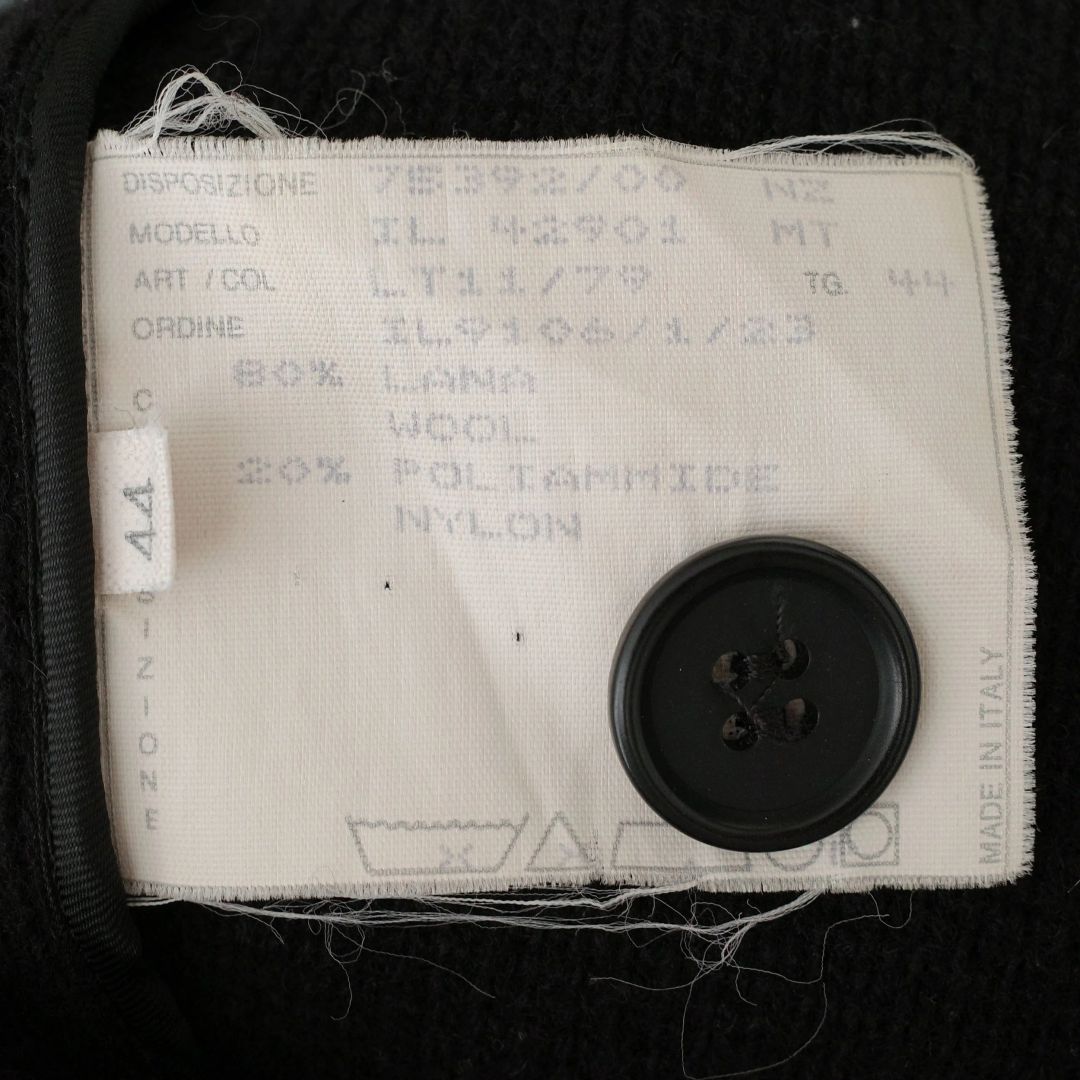 DISPOSIZIONE 7E392/00 NZ
MODELLO IL 42901 MT
ART / COL LT11/79 TG. 44
ORDINE IL9106/1/23
80% LANA
WOOL
20% POLIAMMIDE
NYLON
44
MADE IN ITALY